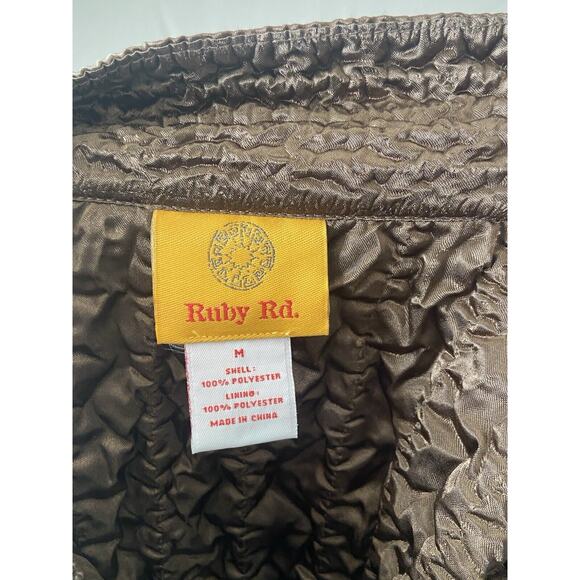 Ruby Rd.
M
SHELL:
100% POLYESTER
LINING:
100% POLYESTER
MADE IN CHINA